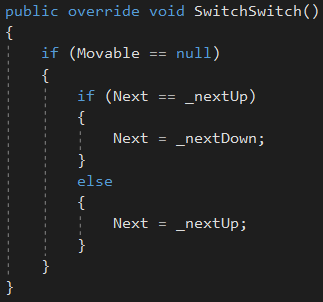 public override void SwitchSwitch()
{
    if (Movable == null)
    {
        if (Next == _nextUp)
        {
            Next = _nextDown;
        }
        else
        {
            Next = _nextUp;
        }
    }
}